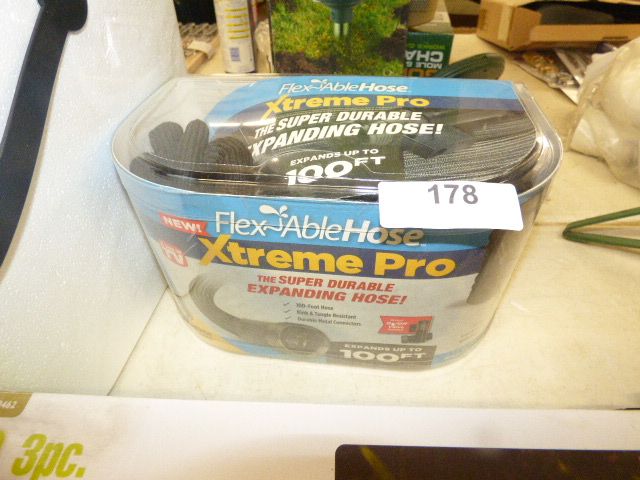 Flex-AbleHose
Xtreme Pro
THE SUPER DURABLE
EXPANDING HOSE!
EXPANDS UP TO
100FT
178
NEW!
Flex-AbleHose
Xtreme Pro
THE SUPER DURABLE
EXPANDING HOSE!
100-Foot Hose
Kink & Tangle Resistant
Durable Metal Connectors
EXPANDS UP TO
100FT
MOLE &
3462
3pc.